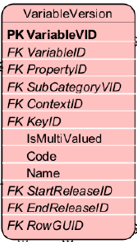 VariableVersion
PK VariableVID
FK VariableID
FK PropertyID
FK SubCategoryVID
FK ContextID
FK KeyID
IsMultiValued
Code
Name
FK StartReleaseID
FK EndReleaseID
FK RowGUID